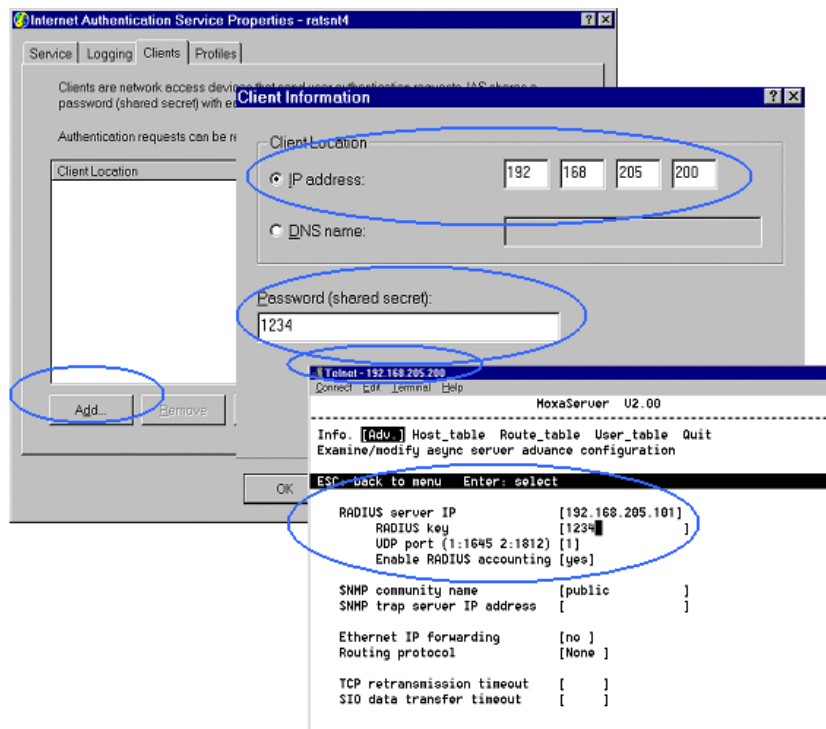 Internet Authentication Service Properties - ratsnt4
Service Logging Clients Profiles
Clients are network access devices that send user authentication requests. IAS shares a
password (shared secret) with
Authentication requests can be
Client Location
Add...
Remove
OK
Client Information
Client Location
IP address: 192 168 205 200
DNS name:
Password (shared secret):
1234
Telnet - 192.168.205.200
Connect Edit Terminal Help
MoxaServer V2.00
Info. [Adv.] Host_table Route_table User_table Quit
Examine/modify async server advance configuration
ESC: back to menu Enter: select
RADIUS server IP [192.168.205.101]
RADIUS key [1234 ]
UDP port (1:1645 2:1812) [1]
Enable RADIUS accounting [yes]
SNMP community name [public ]
SNMP trap server IP address [ ]
Ethernet IP forwarding [no ]
Routing protocol [None ]
TCP retransmission timeout [ ]
SIO data transfer timeout [ ]